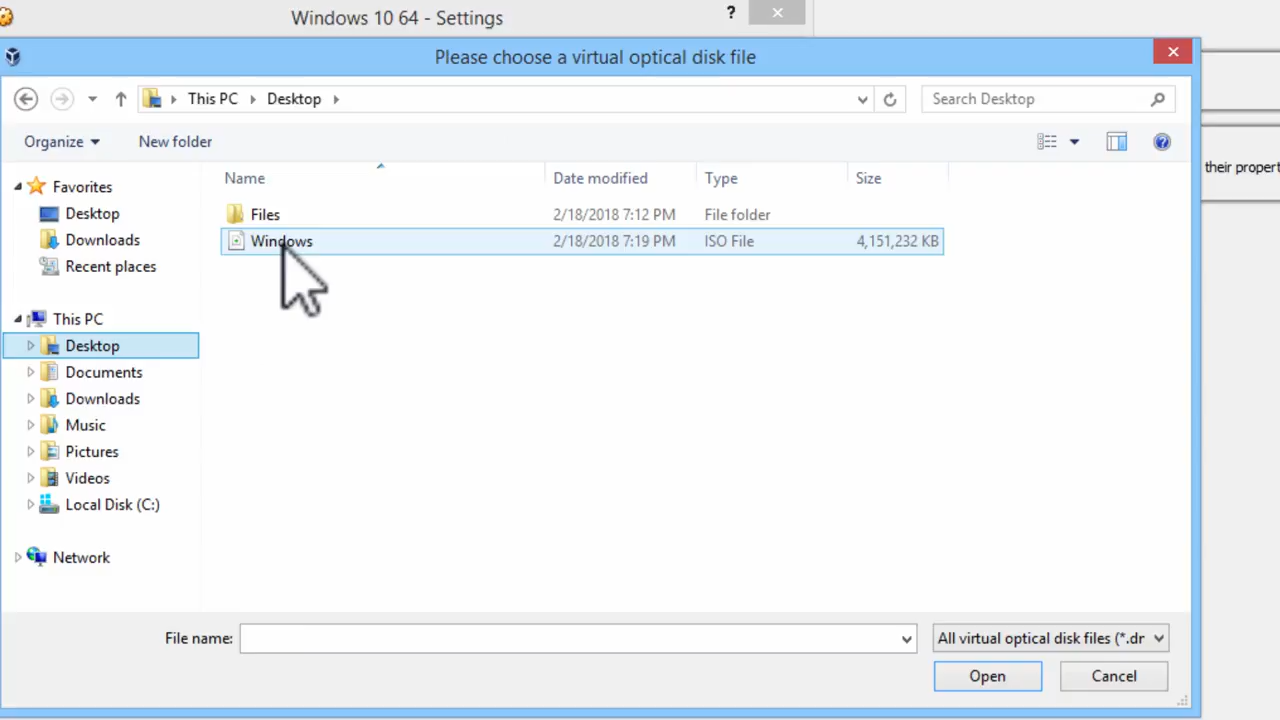 Windows 10 64 - Settings
?
Please choose a virtual optical disk file
This PC Desktop
Search Desktop
Organize
New folder
Name
Date modified
Type
Size
Favorites
Desktop
Downloads
Recent places
This PC
Desktop
Documents
Downloads
Music
Pictures
Videos
Local Disk (C:)
Network
Files 2/18/2018 7:12 PM File folder
Windows 2/18/2018 7:19 PM ISO File 4,151,232 KB
their propert
File name:
All virtual optical disk files (*.dr
Open
Cancel